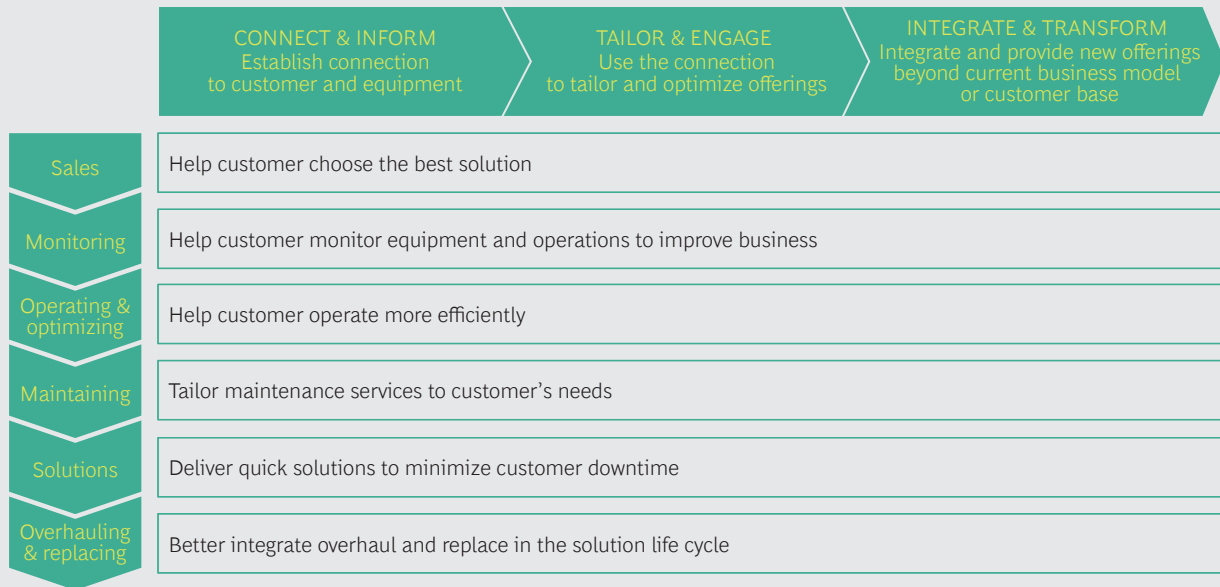 CONNECT & INFORM
Establish connection
to customer and equipment
TAILOR & ENGAGE
Use the connection
to tailor and optimize offerings
INTEGRATE & TRANSFORM
Integrate and provide new offerings
beyond current business model
or customer base
Sales
Help customer choose the best solution
Monitoring
Help customer monitor equipment and operations to improve business
Operating &
optimizing
Help customer operate more efficiently
Maintaining
Tailor maintenance services to customer’s needs
Solutions
Deliver quick solutions to minimize customer downtime
Overhauling
& replacing
Better integrate overhaul and replace in the solution life cycle